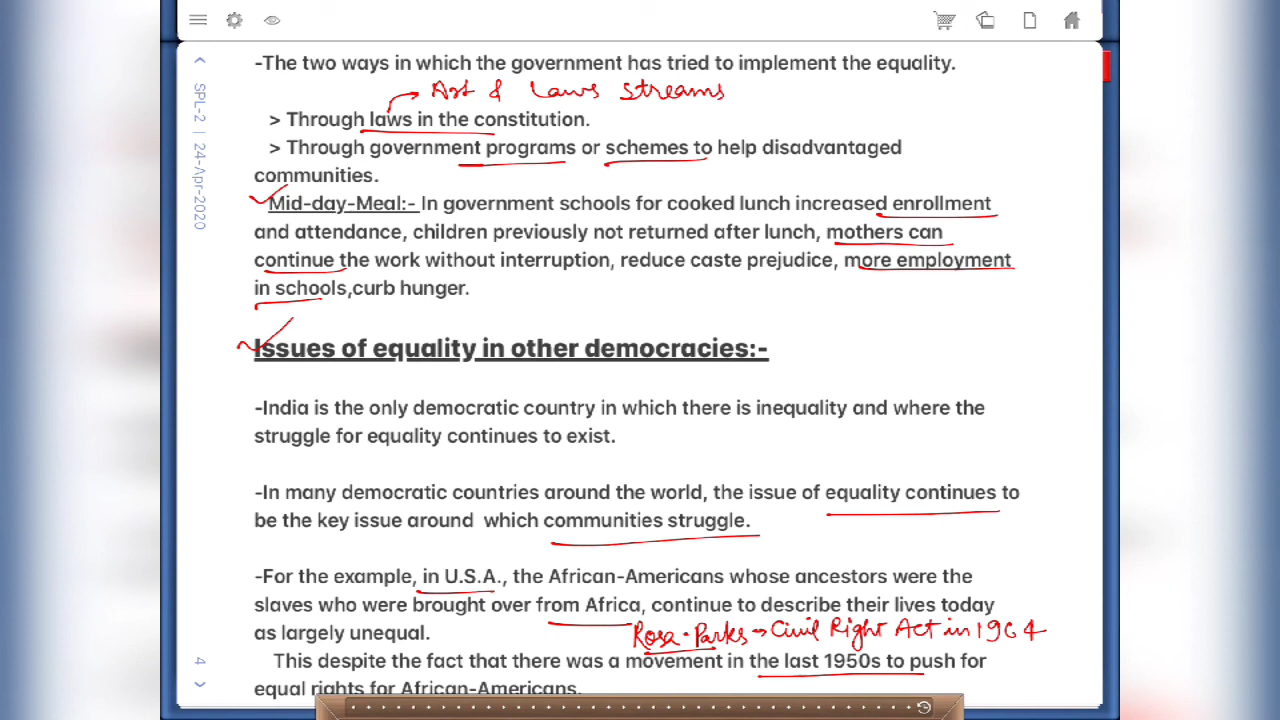 -The two ways in which the government has tried to implement the equality.
Art & Laws Streams
> Through laws in the constitution.
> Through government programs or schemes to help disadvantaged
communities.
Mid-day-Meal:- In government schools for cooked lunch increased enrollment
and attendance, children previously not returned after lunch, mothers can
continue the work without interruption, reduce caste prejudice, more employment
in schools,curb hunger.
Issues of equality in other democracies:-
-India is the only democratic country in which there is inequality and where the
struggle for equality continues to exist.
-In many democratic countries around the world, the issue of equality continues to
be the key issue around which communities struggle.
-For the example, in U.S.A., the African-Americans whose ancestors were the
slaves who were brought over from Africa, continue to describe their lives today
as largely unequal.
Rosa Parks → Civil Right Act in 1964
This despite the fact that there was a movement in the last 1950s to push for
equal rights for African-Americans.
SPL-2 | 24-Apr-2020
4